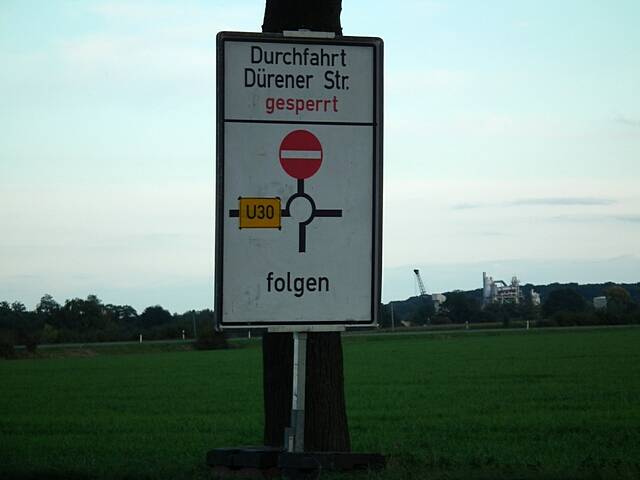 Durchfahrt
Dürener Str.
gesperrt
U30
folgen